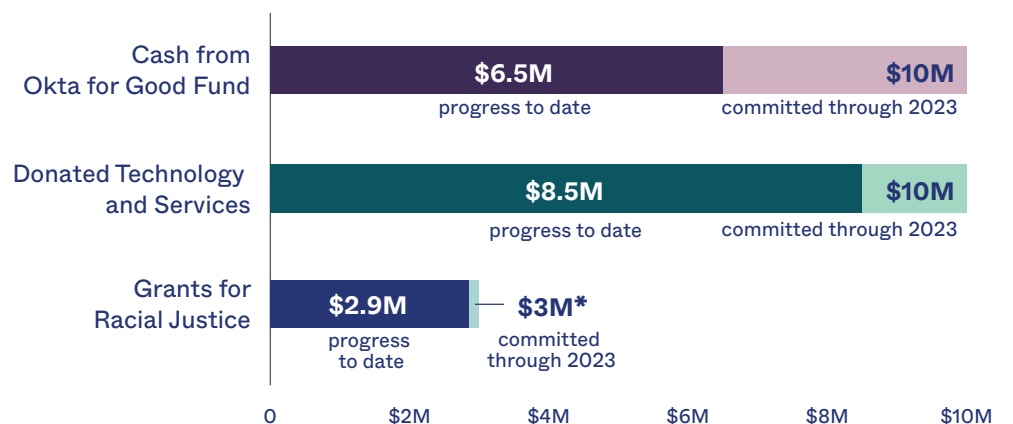 Cash from
Okta for Good Fund
$6.5M
$10M
progress to date
committed through 2023
Donated Technology
and Services
$8.5M
$10M
progress to date
committed through 2023
Grants for
Racial Justice
$2.9M
$3M*
progress
to date
committed
through 2023
0
$2M
$4M
$6M
$8M
$10M